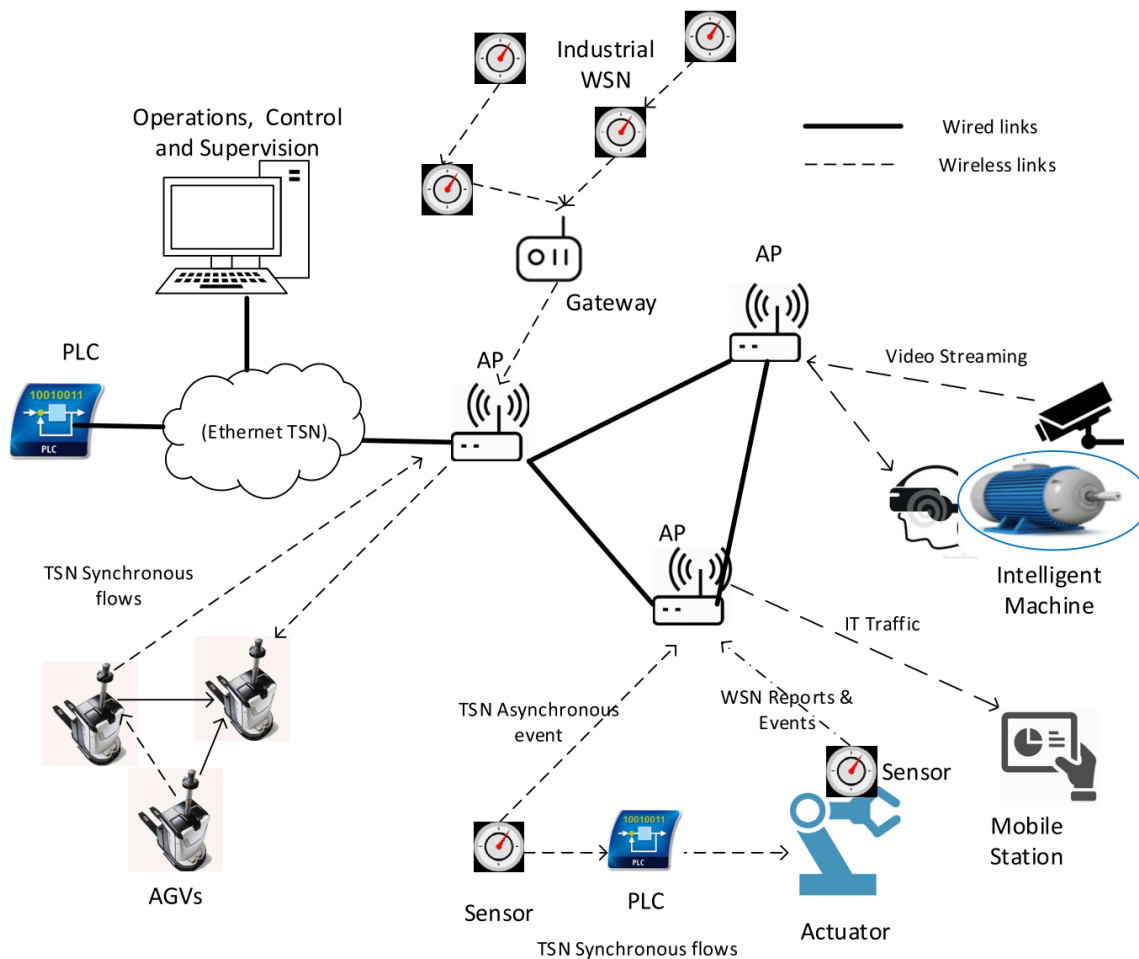 Industrial
WSN
Operations, Control
and Supervision
Wired links
Wireless links
AP
Gateway
Video Streaming
PLC
10010011
PLC
(Ethernet TSN)
AP
AP
TSN Synchronous
flows
Intelligent
Machine
IT Traffic
TSN Asynchronous
event
WSN Reports &
Events
Sensor
10010011
PLC
Mobile
Station
AGVs
Sensor
PLC
Actuator
TSN Synchronous flows